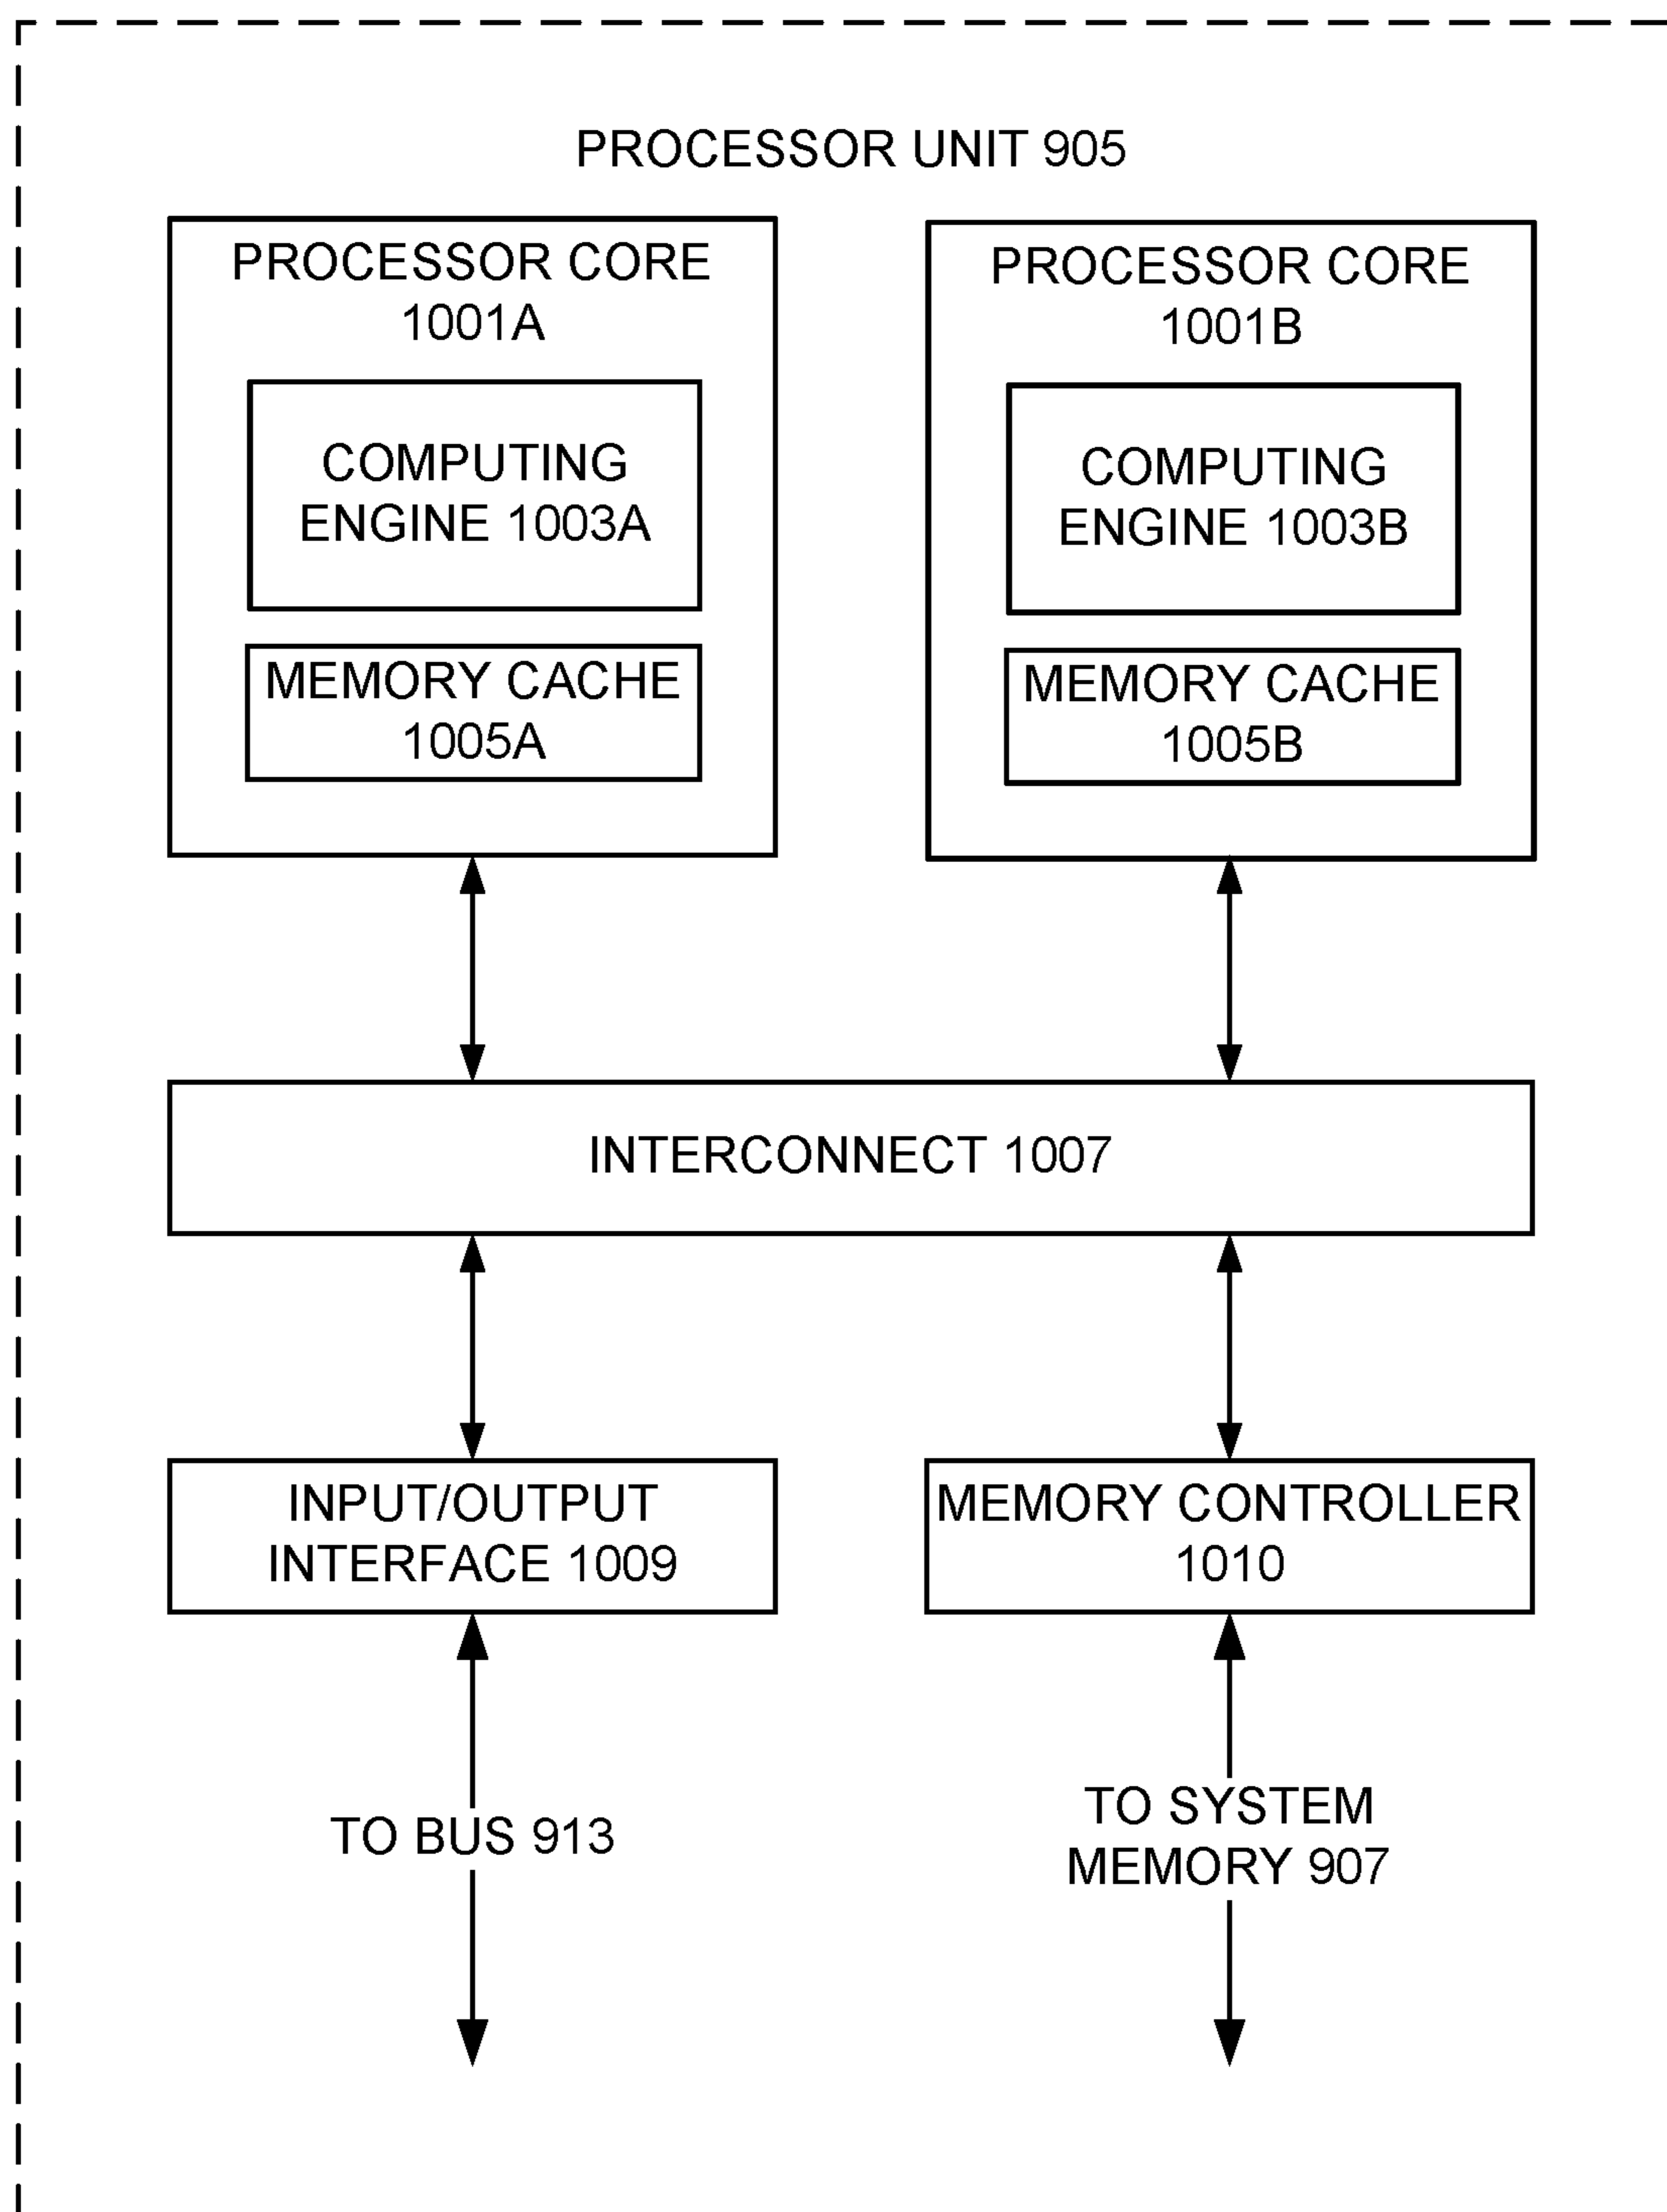 PROCESSOR UNIT 905
PROCESSOR CORE
1001A
COMPUTING
ENGINE 1003A
MEMORY CACHE
1005A
PROCESSOR CORE
1001B
COMPUTING
ENGINE 1003B
MEMORY CACHE
1005B
INTERCONNECT 1007
INPUT/OUTPUT
INTERFACE 1009
MEMORY CONTROLLER
1010
TO BUS 913
TO SYSTEM
MEMORY 907